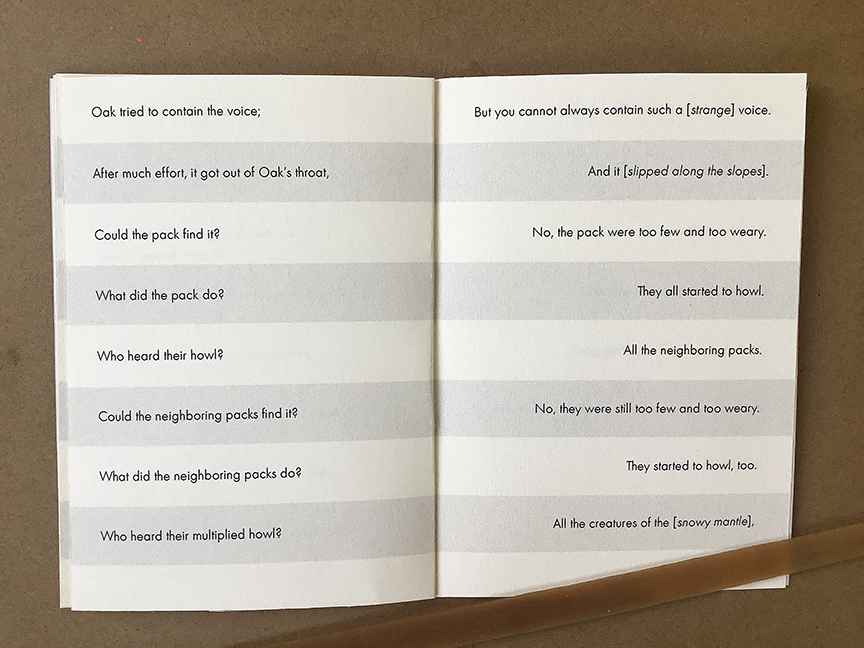 Oak tried to contain the voice;
But you cannot always contain such a [strange] voice.
After much effort, it got out of Oak's throat,
And it [slipped along the slopes].
Could the pack find it?
No, the pack were too few and too weary.
What did the pack do?
They all started to howl.
Who heard their howl?
All the neighboring packs.
Could the neighboring packs find it?
No, they were still too few and too weary.
What did the neighboring packs do?
They started to howl, too.
Who heard their multiplied howl?
All the creatures of the [snowy mantle],